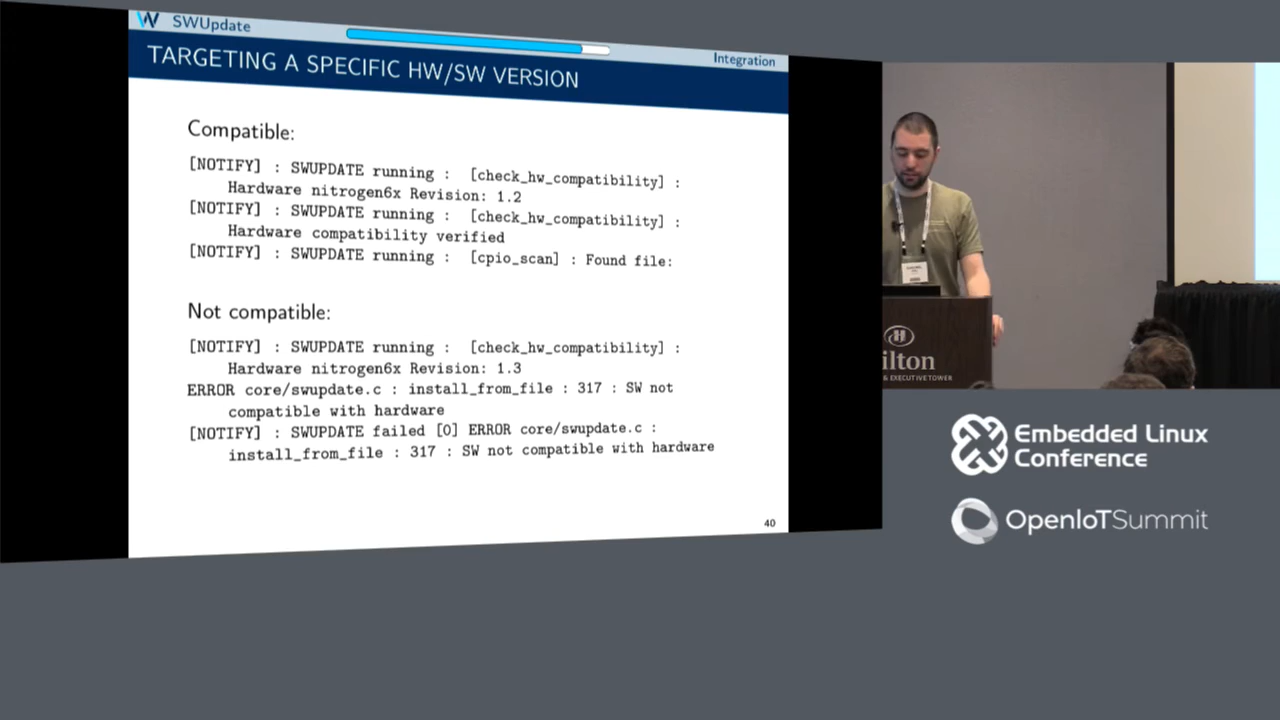 SWUpdate
Integration
TARGETING A SPECIFIC HW/SW VERSION
Compatible:
[NOTIFY] : SWUPDATE running :  [check_hw_compatibility] :
Hardware nitrogen6x Revision: 1.2
[NOTIFY] : SWUPDATE running :  [check_hw_compatibility] :
Hardware compatibility verified
[NOTIFY] : SWUPDATE running :  [cpio_scan] : Found file:
Not compatible:
[NOTIFY] : SWUPDATE running :  [check_hw_compatibility] :
Hardware nitrogen6x Revision: 1.3
ERROR core/swupdate.c : install_from_file : 317 : SW not
compatible with hardware
[NOTIFY] : SWUPDATE failed [0] ERROR core/swupdate.c :
install_from_file : 317 : SW not compatible with hardware
40
ilton
& EXECUTIVE TOWER
Embedded Linux
Conference
OpenIoTSummit